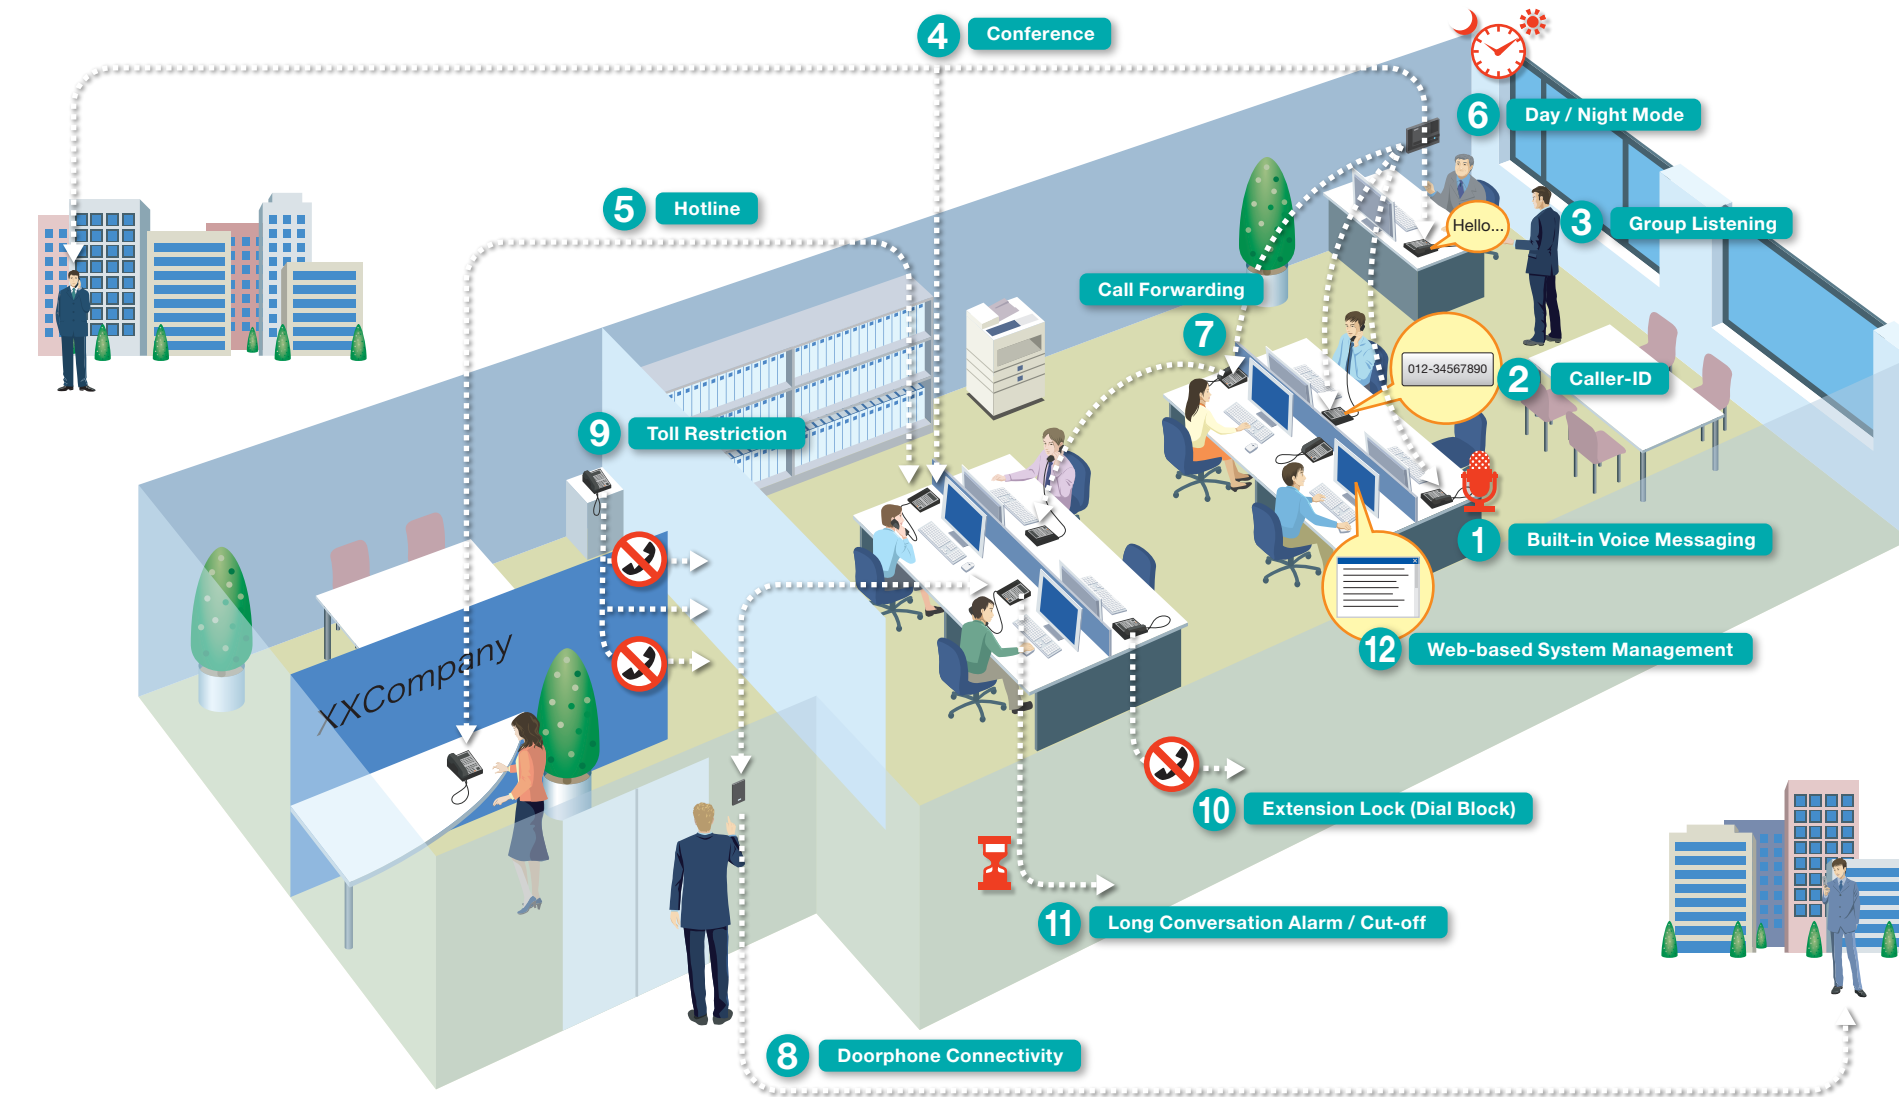 4 Conference
6 Day / Night Mode
5 Hotline
3 Group Listening
Hello...
Call Forwarding
7
012-34567890
2 Caller-ID
9 Toll Restriction
1 Built-in Voice Messaging
12 Web-based System Management
XXCompany
10 Extension Lock (Dial Block)
11 Long Conversation Alarm / Cut-off
8 Doorphone Connectivity